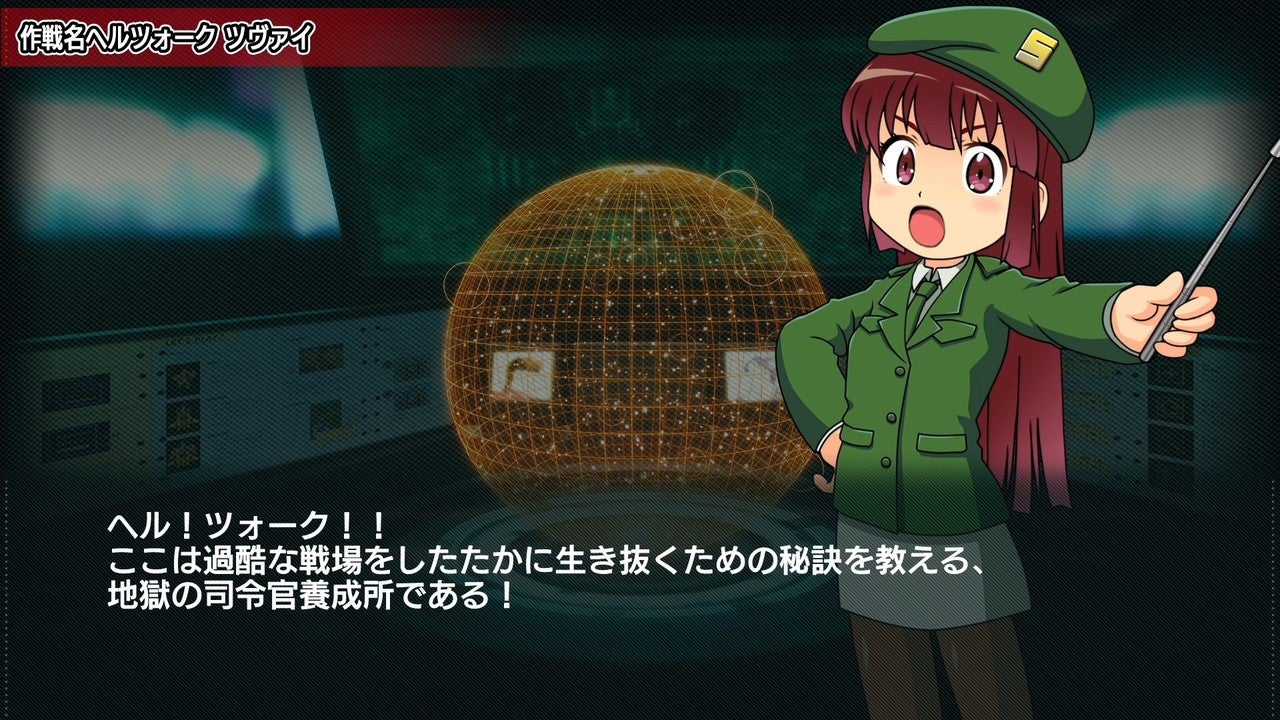 作戦名ヘルツォーク ツヴァイ
S
LET'S PLAY
ヘル！ツォーク！！
ここは過酷な戦場をしたたかに生き抜くための秘訣を教える、
地獄の司令官養成所である！